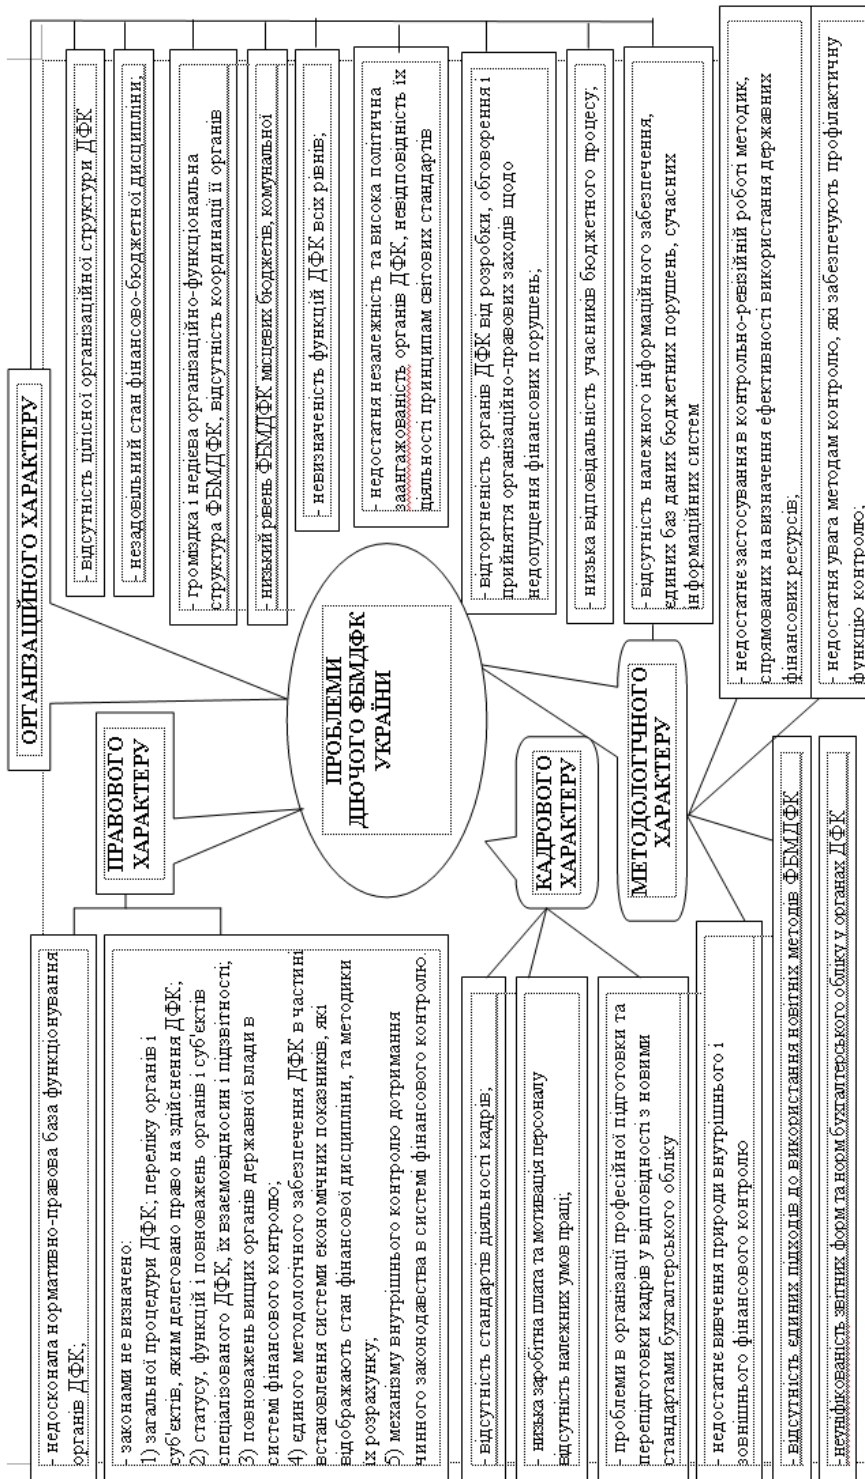 ОРГАНІЗАЦІЙНОГО ХАРАКТЕРУ
- відсутність цілісної організаційної структури ДФК
- незадовільний стан фінансово-бюджетної дисципліни;
- громіздка і недієва організаційно-функціональна
структура ФБМДФК, відсутність координації її органів
- низький рівень ФБМДФК місцевих бюджетів, комунальної
- невизначеність функцій ДФК всіх рівнів;
- недостатня незалежність та висока політична
заангажованість органів ДФК, невідповідність їх
діяльності принципам світових стандартів
- відторгненість органів ДФК від розробки, обговорення і
прийняття організаційно-правових заходів щодо
недопущення фінансових порушень;
- низька відповідальність учасників бюджетного процесу;
- відсутність належного інформаційного забезпечення,
єдиних баз даних бюджетних порушень, сучасних
інформаційних систем
- недостатнє застосування в контрольно-ревізійній роботі методик,
спрямованих на визначення ефективності використання державних
фінансових ресурсів;
- недостатня увага методам контролю, які забезпечують профілактичну
функцію контролю;
ПРАВОВОГО
ХАРАКТЕРУ
ПРОБЛЕМИ
ДІЮЧОГО ФБМДФК
УКРАЇНИ
КАДРОВОГО
ХАРАКТЕРУ
МЕТОДОЛОГІЧНОГО
ХАРАКТЕРУ
- недосконала нормативно-правова база функціонування
органів ДФК;
- законами не визначено:
1) загальної процедури ДФК, переліку органів і
суб'єктів, яким делеговано право на здійснення ДФК;
2) статусу, функцій і повноважень органів і суб'єктів
спеціалізованого ДФК, їх взаємовідносин і підзвітності;
3) повноважень вищих органів державної влади в
системі фінансового контролю;
4) єдиного методологічного забезпечення ДФК в частині
встановлення системи економічних показників, які
відображають стан фінансової дисципліни, та методики
їх розрахунку;
5) механізму внутрішнього контролю дотримання
чинного законодавства в системі фінансового контролю.
- відсутність стандартів діяльності кадрів;
- низька заробітна плата та мотивація персоналу
відсутність належних умов праці;
- проблеми в організації професійної підготовки та
перепідготовки кадрів у відповідності з новими
стандартами бухгалтерського обліку
- недостатнє вивчення природи внутрішнього і
зовнішнього фінансового контролю
- відсутність єдиних підходів до використання новітніх методів ФБМДФК
- неуніфікованість звітних форм та норм бухгалтерського обліку у органах ДФК